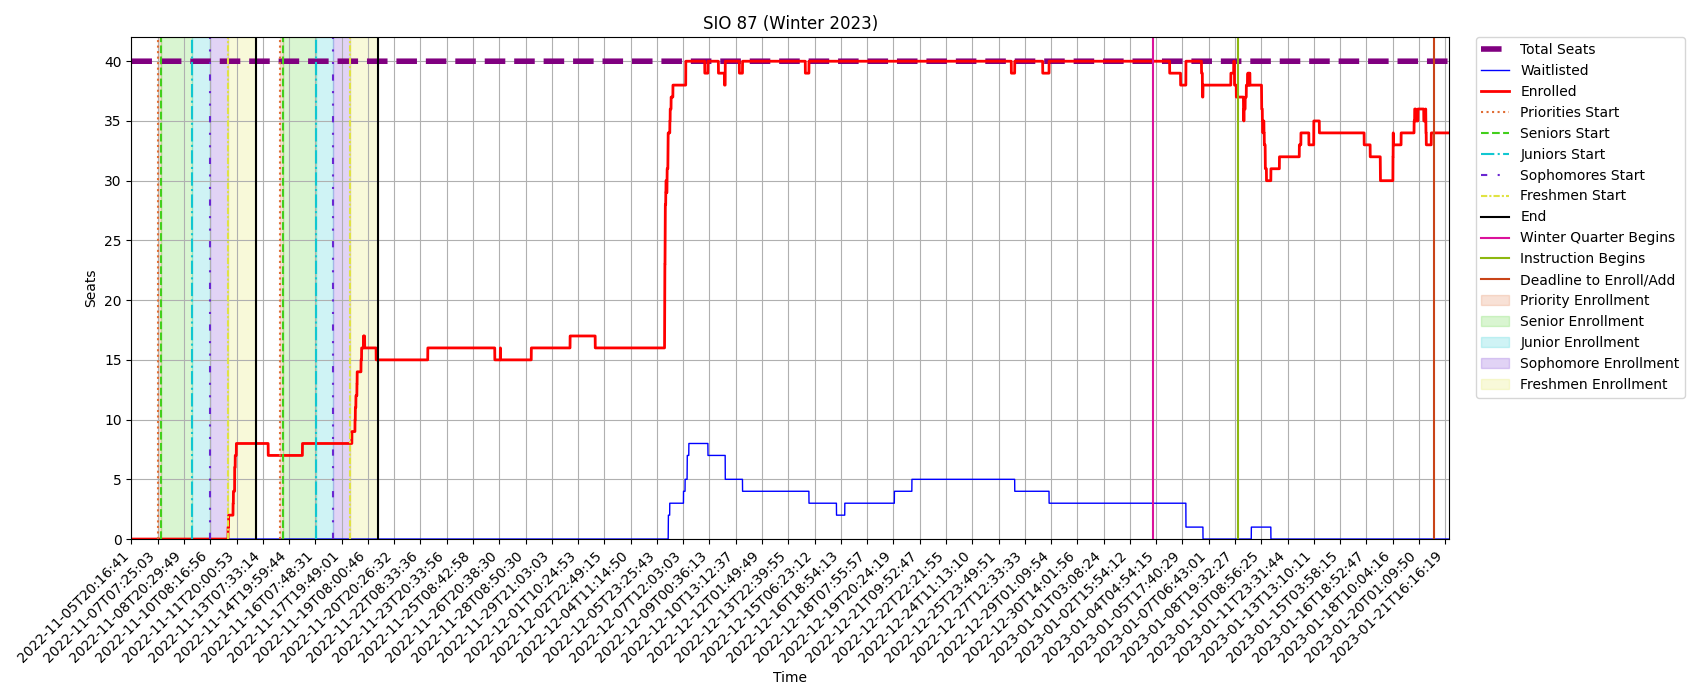 SIO 87 (Winter 2023)
Seats
40
35
30
25
20
15
10
5
0
2022-11-05T20:16:41
2022-11-07T07:25:03
2022-11-08T20:29:49
2022-11-10T08:16:56
2022-11-11T20:00:53
2022-11-13T07:33:14
2022-11-14T19:59:44
2022-11-16T07:48:31
2022-11-17T19:49:01
2022-11-19T08:00:46
2022-11-20T20:26:32
2022-11-22T08:33:36
2022-11-23T20:33:56
2022-11-25T08:42:58
2022-11-26T20:38:30
2022-11-28T08:50:30
2022-11-29T21:03:03
2022-12-01T10:24:53
2022-12-02T22:49:15
2022-12-04T11:14:50
2022-12-05T23:25:43
2022-12-07T12:03:03
2022-12-09T00:36:13
2022-12-10T13:12:37
2022-12-12T01:49:49
2022-12-13T22:39:55
2022-12-15T06:23:12
2022-12-16T18:54:13
2022-12-18T07:55:57
2022-12-19T20:24:19
2022-12-21T09:52:47
2022-12-22T22:21:55
2022-12-24T11:13:10
2022-12-25T23:49:51
2022-12-27T12:33:33
2022-12-29T01:09:54
2022-12-30T14:01:56
2023-01-01T03:08:24
2023-01-02T15:54:12
2023-01-04T04:54:15
2023-01-05T17:40:29
2023-01-07T06:43:01
2023-01-08T19:32:27
2023-01-10T08:56:25
2023-01-11T23:31:44
2023-01-13T13:10:11
2023-01-15T03:58:15
2023-01-16T18:52:47
2023-01-18T10:04:16
2023-01-20T01:09:50
2023-01-21T16:16:19
Time
Total Seats
Waitlisted
Enrolled
Priorities Start
Seniors Start
Juniors Start
Sophomores Start
Freshmen Start
End
Winter Quarter Begins
Instruction Begins
Deadline to Enroll/Add
Priority Enrollment
Senior Enrollment
Junior Enrollment
Sophomore Enrollment
Freshmen Enrollment